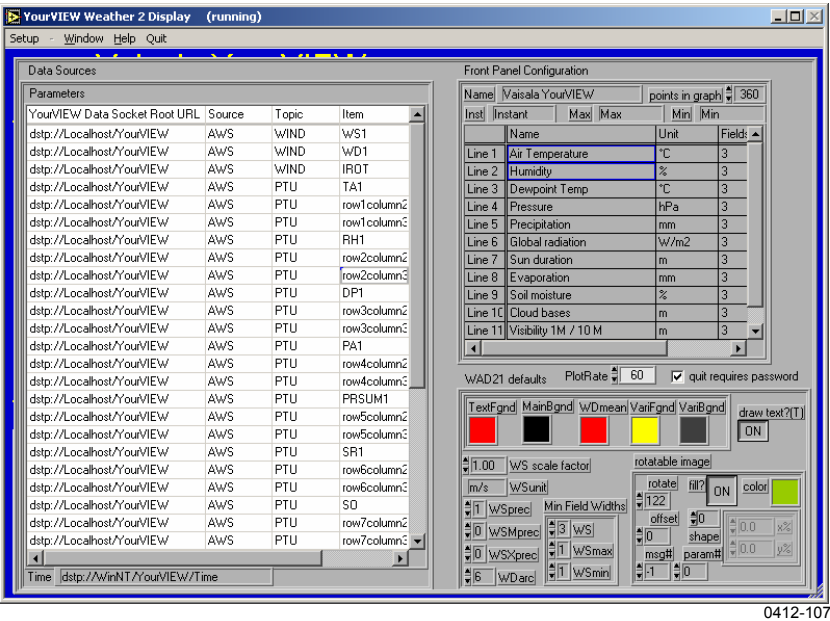 YourVIEW Weather 2 Display (running)
Setup - Window Help Quit
Data Sources
Parameters
YourVIEW Data Socket Root URL Source Topic Item
dstp://Localhost/YourVIEW AWS WIND WS1
dstp://Localhost/YourVIEW AWS WIND WD1
dstp://Localhost/YourVIEW AWS WIND IROT
dstp://Localhost/YourVIEW AWS PTU TA1
dstp://Localhost/YourVIEW AWS PTU row1column2
dstp://Localhost/YourVIEW AWS PTU row1column3
dstp://Localhost/YourVIEW AWS PTU RH1
dstp://Localhost/YourVIEW AWS PTU row2column2
dstp://Localhost/YourVIEW AWS PTU row2column3
dstp://Localhost/YourVIEW AWS PTU DP1
dstp://Localhost/YourVIEW AWS PTU row3column2
dstp://Localhost/YourVIEW AWS PTU row3column3
dstp://Localhost/YourVIEW AWS PTU PA1
dstp://Localhost/YourVIEW AWS PTU row4column2
dstp://Localhost/YourVIEW AWS PTU row4column3
dstp://Localhost/YourVIEW AWS PTU PRSUM1
dstp://Localhost/YourVIEW AWS PTU row5column2
dstp://Localhost/YourVIEW AWS PTU row5column3
dstp://Localhost/YourVIEW AWS PTU SR1
dstp://Localhost/YourVIEW AWS PTU row6column2
dstp://Localhost/YourVIEW AWS PTU row6column3
dstp://Localhost/YourVIEW AWS PTU SO
dstp://Localhost/YourVIEW AWS PTU row7column2
dstp://Localhost/YourVIEW AWS PTU row7column3
Time dstp://WinNT/YourVIEW/Time
Front Panel Configuration
Name Vaisala YourVIEW points in graph 360
Inst Instant Max Max Min Min
Name Unit Fields
Line 1 Air Temperature °C 3
Line 2 Humidity % 3
Line 3 Dewpoint Temp °C 3
Line 4 Pressure hPa 3
Line 5 Precipitation mm 3
Line 6 Global radiation W/m2 3
Line 7 Sun duration m 3
Line 8 Evaporation mm 3
Line 9 Soil moisture % 3
Line 10 Cloud bases m 3
Line 11 Visibility 1M / 10 M m 3
WAD21 defaults PlotRate 60 quit requires password
TextFgnd MainBgnd WDmean VariFgnd VariBgnd draw text?(T)
ON
1.00 WS scale factor
m/s WSunit
1 WSprec
0 WSMprec
0 WSXprec
6 WDarc
Min Field Widths
3 WS
1 WSmax
1 WSmin
rotatable image
rotate fill? ON color
122
offset 0
0 shape
msg# param#
-1 0
0.0 x%
0.0 y%
0412-107